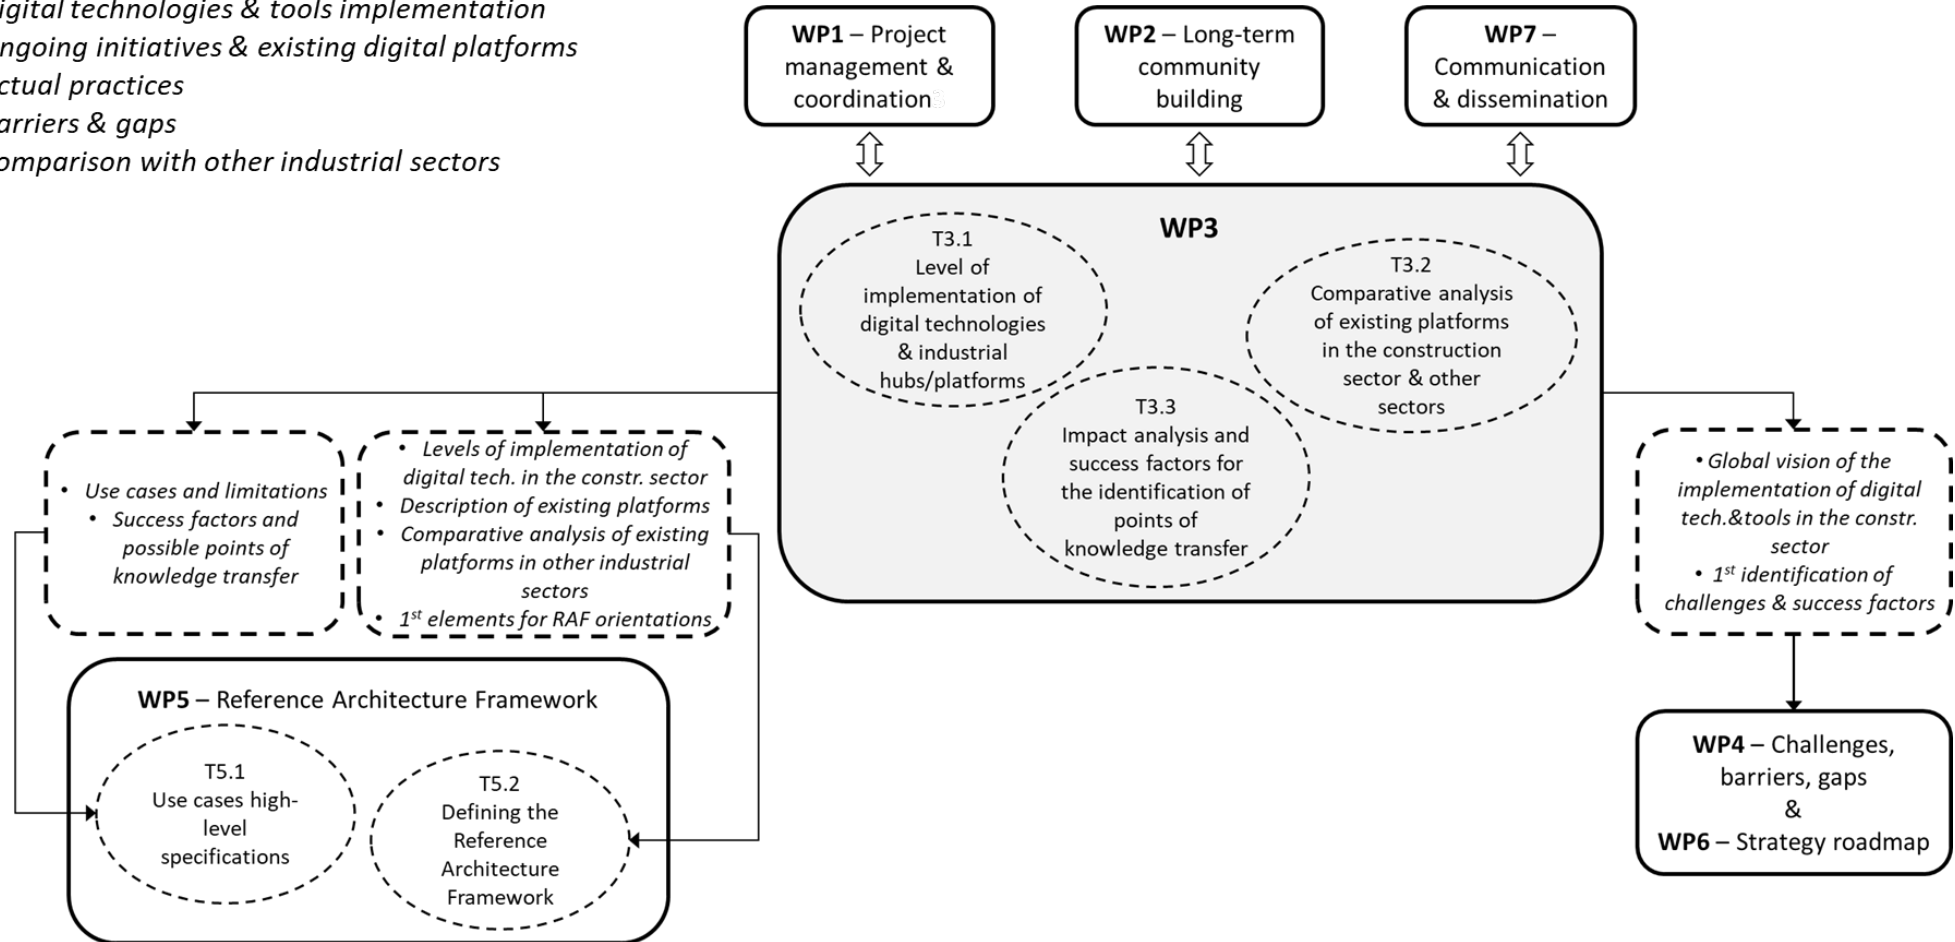 igital technologies & tools implementation
ngoing initiatives & existing digital platforms
ctual practices
arriers & gaps
omparison with other industrial sectors
WP1 – Project
management &
coordination
WP2 – Long-term
community
building
WP7 –
Communication
& dissemination
WP3
T3.1
Level of
implementation of
digital technologies
& industrial
hubs/platforms
T3.2
Comparative analysis
of existing platforms
in the construction
sector & other
sectors
T3.3
Impact analysis and
success factors for
the identification of
points of
knowledge transfer
• Use cases and limitations
• Success factors and
possible points of
knowledge transfer
• Levels of implementation of
digital tech. in the constr. sector
• Description of existing platforms
• Comparative analysis of existing
platforms in other industrial
sectors
• 1st elements for RAF orientations
• Global vision of the
implementation of digital
tech.&tools in the constr.
sector
• 1st identification of
challenges & success factors
WP5 – Reference Architecture Framework
T5.1
Use cases high-
level
specifications
T5.2
Defining the
Reference
Architecture
Framework
WP4 – Challenges,
barriers, gaps
&
WP6 – Strategy roadmap